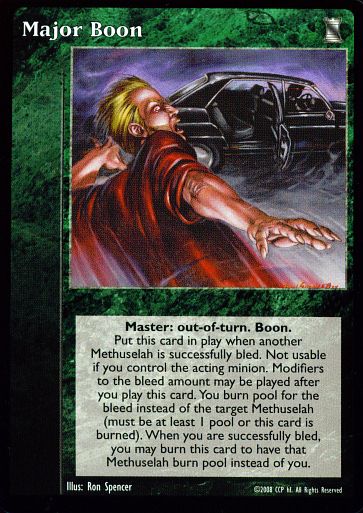 Major Boon
Master: out-of-turn. Boon.
Put this card in play when another
Methuselah is successfully bled. Not usable
if you control the acting minion. Modifiers
to the bleed amount may be played after
you play this card. You burn pool for
the bleed instead of the target Methuselah
(must be at least 1 pool or this card is
burned). When you are successfully bled,
you may burn this card to have that
Methuselah burn pool instead of you.
Illus: Ron Spencer
©2008 CCP hf. All Rights Reserved